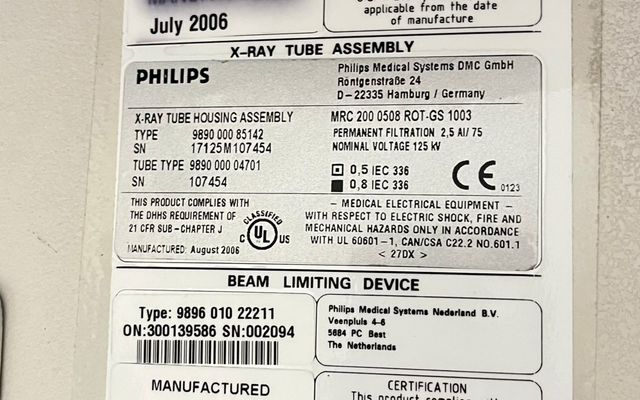 July 2006
applicable from the date
of manufacture
X-RAY TUBE ASSEMBLY
PHILIPS
Philips Medical Systems DMC GmbH
Röntgenstraße 24
D-22335 Hamburg / Germany
X-RAY TUBE HOUSING ASSEMBLY
TYPE 9890 000 85142
SN 17125M107454
TUBE TYPE 9890 000 04701
SN 107454
MRC 200 0508 ROT-GS 1003
PERMANENT FILTRATION 2,5 Al/75
NOMINAL VOLTAGE 125 kV
0,5 IEC 336
0,8 IEC 336
CE 0123
THIS PRODUCT COMPLIES WITH
THE DHHS REQUIREMENT OF
21 CFR SUB-CHAPTER J
MANUFACTURED: August 2006
CLASSIFIED
C UL US
- MEDICAL ELECTRICAL EQUIPMENT -
WITH RESPECT TO ELECTRIC SHOCK, FIRE AND
MECHANICAL HAZARDS ONLY IN ACCORDANCE
WITH UL 60601-1, CAN/CSA C22.2 NO.601.1
< 27DX >
BEAM LIMITING DEVICE
Type: 9896 010 22211
ON:300139586 SN:002094
Philips Medical Systems Nederland B.V.
Veenpluis 4-6
5684 PC Best
The Netherlands
MANUFACTURED
CERTIFICATION
This product complies with